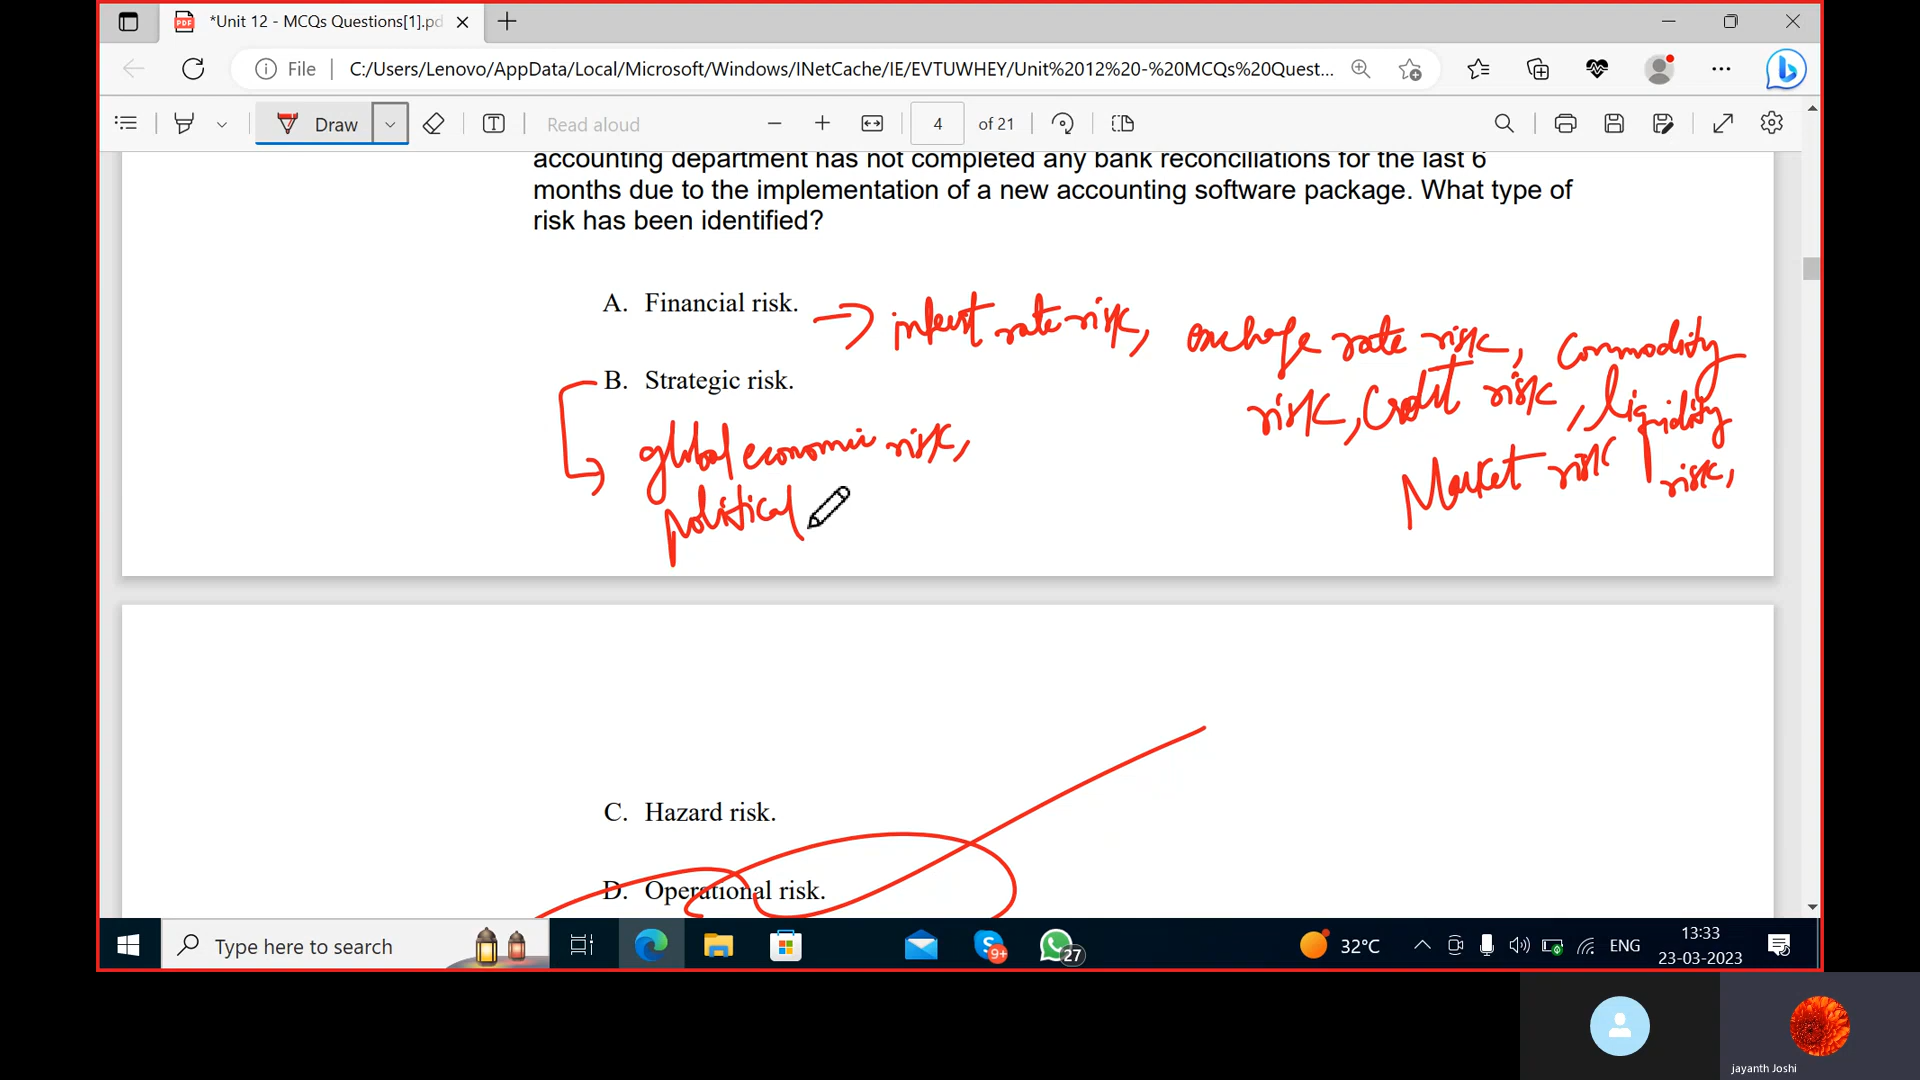 *Unit 12 - MCQs Questions[1].pd
File
C:/Users/Lenovo/AppData/Local/Microsoft/Windows/INetCache/IE/EVTUWHEY/Unit%2012%20-%20MCQs%20Quest...
Draw
Read aloud
4 of 21
accounting department has not completed any bank reconciliations for the last 6
months due to the implementation of a new accounting software package. What type of
risk has been identified?
A. Financial risk.
interest rate risk, exchange rate risk, Commodity
risk, Credit risk, liquidity
risk,
Market risk
B. Strategic risk.
global economic risk,
political
C. Hazard risk.
D. Operational risk.
Type here to search
9+
27
32°C
ENG
13:33
23-03-2023
jayanth Joshi